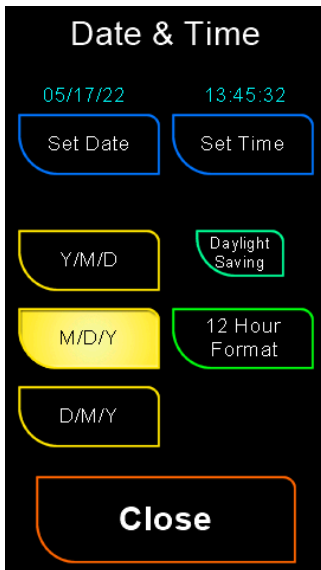 Date & Time
05/17/22 13:45:32
Set Date Set Time
Y/M/D
Daylight
Saving
M/D/Y
12 Hour
Format
D/M/Y
Close